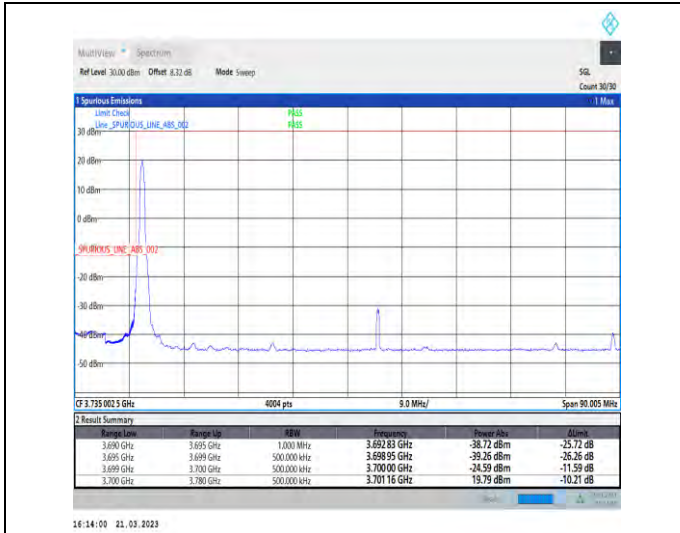 MultiView Spectrum
Ref Level 30.00 dBm Offset 8.32 dB Mode Sweep SGL
Count 30/30
1 Spurious Emissions 1 Max
Limit Check PASS
Line _SPURIOUS_LINE_ABS_002 PASS
30 dBm
20 dBm
10 dBm
0 dBm
_SPURIOUS_LINE_ABS_002
-20 dBm
-30 dBm
-40 dBm
-50 dBm
CF 3.735 002 5 GHz 4004 pts 9.0 MHz/ Span 90.005 MHz
2 Result Summary
Range Low Range Up RBW Frequency Power Abs ΔLimit
3.690 GHz 3.695 GHz 1.000 MHz 3.692 83 GHz -38.72 dBm -25.72 dB
3.695 GHz 3.699 GHz 500.000 kHz 3.698 95 GHz -39.26 dBm -26.26 dB
3.699 GHz 3.700 GHz 500.000 kHz 3.700 00 GHz -24.59 dBm -11.59 dB
3.700 GHz 3.780 GHz 500.000 kHz 3.701 16 GHz 19.79 dBm -10.21 dB
16:14:00 21.03.2023